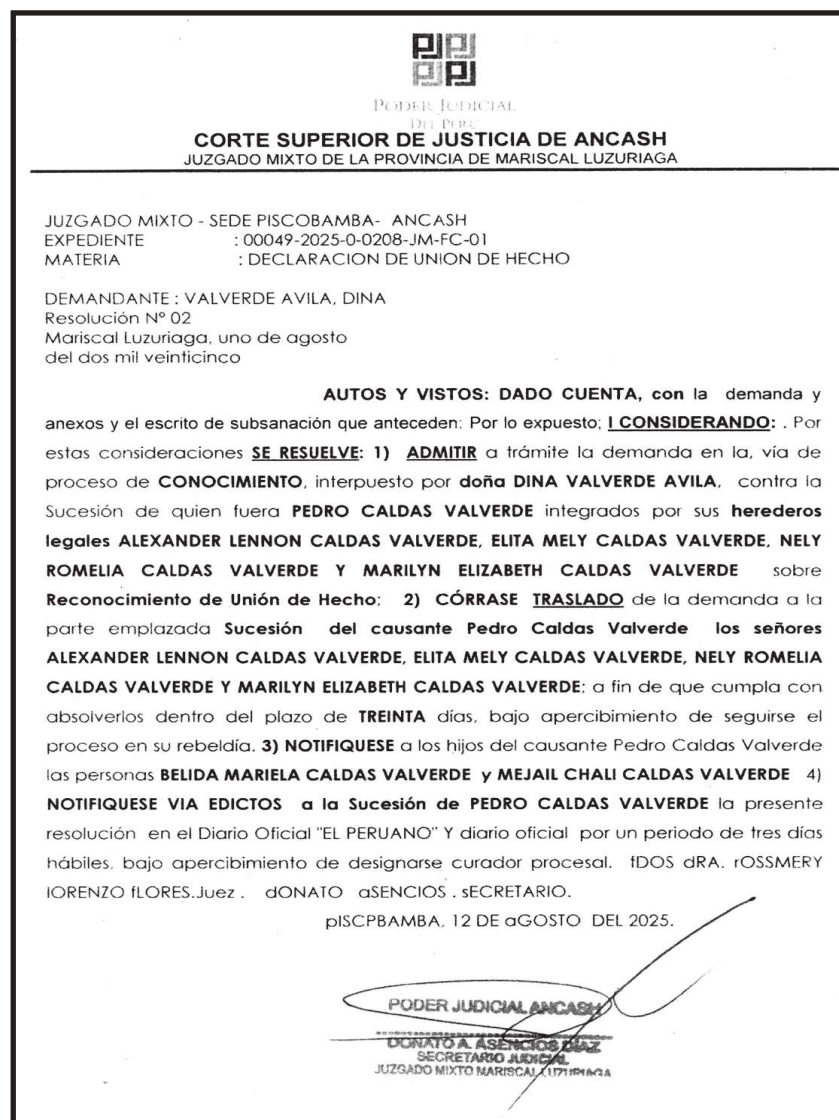 PODER JUDICIAL
DEL PERÚ
CORTE SUPERIOR DE JUSTICIA DE ANCASH
JUZGADO MIXTO DE LA PROVINCIA DE MARISCAL LUZURIAGA
JUZGADO MIXTO - SEDE PISCOBAMBA- ANCASH
EXPEDIENTE : 00049-2025-0-0208-JM-FC-01
MATERIA : DECLARACION DE UNION DE HECHO
DEMANDANTE : VALVERDE AVILA, DINA
Resolución Nº 02
Mariscal Luzuriaga, uno de agosto
del dos mil veinticinco
AUTOS Y VISTOS: DADO CUENTA, con la demanda y
anexos y el escrito de subsanación que anteceden: Por lo expuesto; I CONSIDERANDO: . Por
estas consideraciones SE RESUELVE: 1) ADMITIR a trámite la demanda en la, vía de
proceso de CONOCIMIENTO, interpuesto por doña DINA VALVERDE AVILA, contra la
Sucesión de quien fuera PEDRO CALDAS VALVERDE integrados por sus herederos
legales ALEXANDER LENNON CALDAS VALVERDE, ELITA MELY CALDAS VALVERDE, NELY
ROMELIA CALDAS VALVERDE Y MARILYN ELIZABETH CALDAS VALVERDE sobre
Reconocimiento de Unión de Hecho; 2) CÓRRASE TRASLADO de la demanda a la
parte emplazada Sucesión del causante Pedro Caldas Valverde los señores
ALEXANDER LENNON CALDAS VALVERDE, ELITA MELY CALDAS VALVERDE, NELY ROMELIA
CALDAS VALVERDE Y MARILYN ELIZABETH CALDAS VALVERDE; a fin de que cumpla con
absolverlos dentro del plazo de TREINTA días, bajo apercibimiento de seguirse el
proceso en su rebeldía. 3) NOTIFIQUESE a los hijos del causante Pedro Caldas Valverde
las personas BELIDA MARIELA CALDAS VALVERDE y MEJAIL CHALI CALDAS VALVERDE 4)
NOTIFIQUESE VIA EDICTOS a la Sucesión de PEDRO CALDAS VALVERDE la presente
resolución en el Diario Oficial "EL PERUANO" Y diario oficial por un periodo de tres días
hábiles, bajo apercibimiento de designarse curador procesal. fDOS dRA. rOSSMERY
lORENZO fLORES.Juez . dONATO aSENCIOS . sECRETARIO.
pISCPBAMBA, 12 DE aGOSTO DEL 2025.
PODER JUDICIAL ANCASH
DONATO A. ASENCIOS DIAZ
SECRETARIO JUDICIAL
JUZGADO MIXTO MARISCAL LUZURIAGA